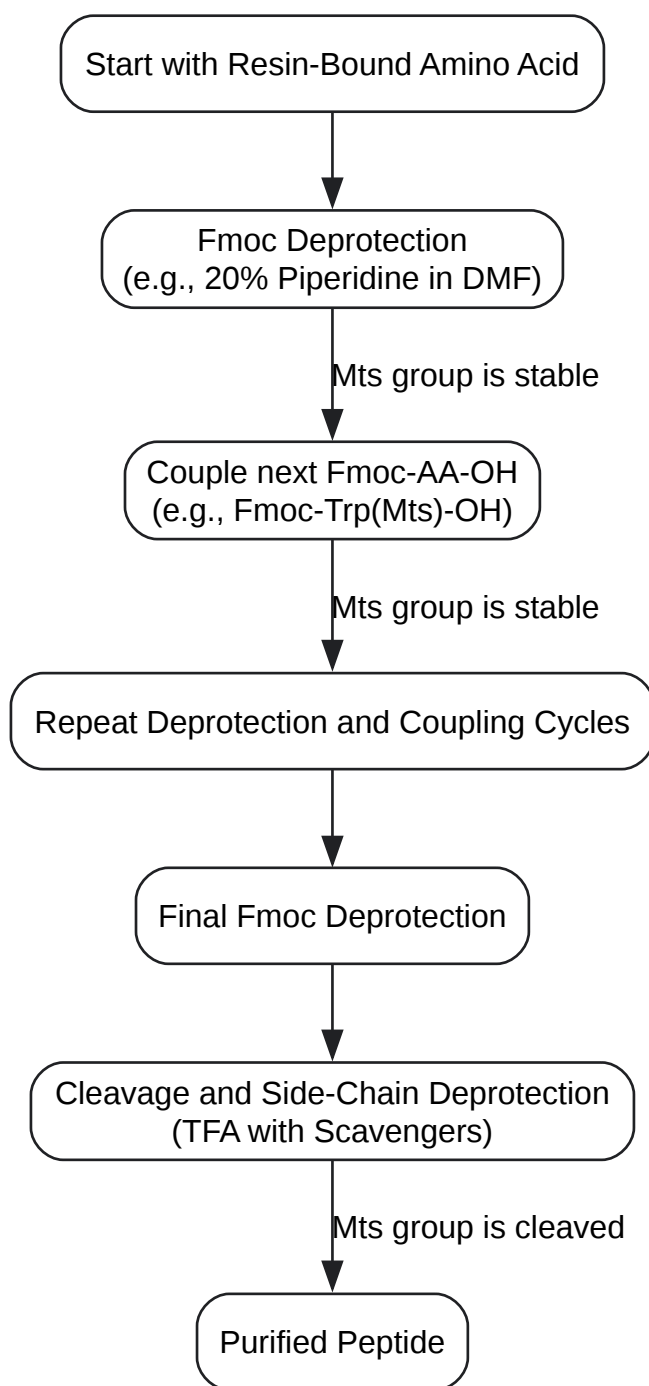 Start with Resin-Bound Amino Acid
Fmoc Deprotection
(e.g., 20% Piperidine in DMF)
Mts group is stable
Couple next Fmoc-AA-OH
(e.g., Fmoc-Trp(Mts)-OH)
Mts group is stable
Repeat Deprotection and Coupling Cycles
Final Fmoc Deprotection
Cleavage and Side-Chain Deprotection
(TFA with Scavengers)
Mts group is cleaved
Purified Peptide